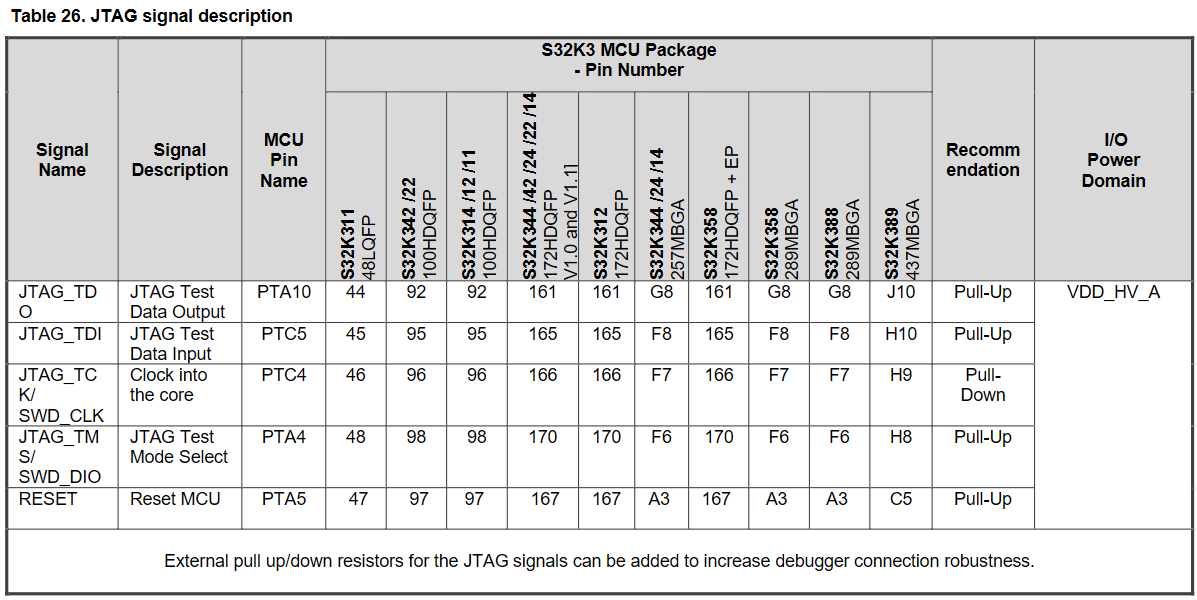 Table 26. JTAG signal description
S32K3 MCU Package
- Pin Number
Signal
Name
Signal
Description
MCU
Pin
Name
S32K311
48LQFP
S32K342 /22
100HDQFP
S32K314 /12 /11
100HDQFP
S32K344 /42 /24 /22 /14
172HDQFP
V1.0 and V1.1]
S32K312
172HDQFP
S32K344 /24 /14
257MBGA
S32K358
172HDQFP + EP
S32K358
289MBGA
S32K388
289MBGA
S32K389
437MBGA
Recomm
endation
I/O
Power
Domain
JTAG_TD
O
JTAG Test
Data Output
PTA10 44 92 92 161 161 G8 161 G8 G8 J10 Pull-Up VDD_HV_A
JTAG_TDI
JTAG Test
Data Input
PTC5 45 95 95 165 165 F8 165 F8 F8 H10 Pull-Up
JTAG_TC
K/
SWD_CLK
Clock into
the core
PTC4 46 96 96 166 166 F7 166 F7 F7 H9 Pull-
Down
JTAG_TM
S/
SWD_DIO
JTAG Test
Mode Select
PTA4 48 98 98 170 170 F6 170 F6 F6 H8 Pull-Up
RESET Reset MCU PTA5 47 97 97 167 167 A3 167 A3 A3 C5 Pull-Up
External pull up/down resistors for the JTAG signals can be added to increase debugger connection robustness.